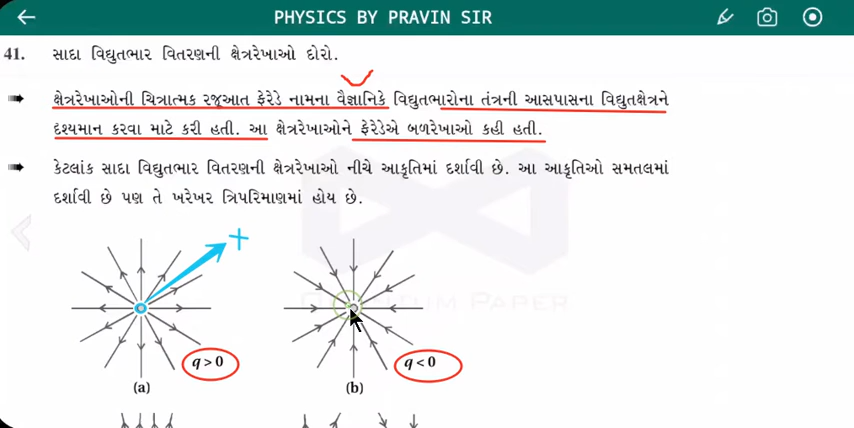 PHYSICS BY PRAVIN SIR
41. સાદા વિદ્યુતભાર વિતરણની ક્ષેત્રરેખાઓ દોરો.
ક્ષેત્રરેખાઓની ચિત્રાત્મક રજૂઆત ફેરેડે નામના વૈજ્ઞાનિકે વિદ્યુતભારોના તંત્રની આસપાસના વિદ્યુતક્ષેત્રને
દૃશ્યમાન કરવા માટે કરી હતી. આ ક્ષેત્રરેખાઓને ફેરેડેએ બળરેખાઓ કહી હતી.
કેટલાંક સાદા વિદ્યુતભાર વિતરણની ક્ષેત્રરેખાઓ નીચે આકૃતિમાં દર્શાવી છે. આ આકૃતિઓ સમતલમાં
દર્શાવી છે પણ તે ખરેખર ત્રિપરિમાણમાં હોય છે.
+
QUANTUM PAPER
q > 0 q < 0
(a) (b)